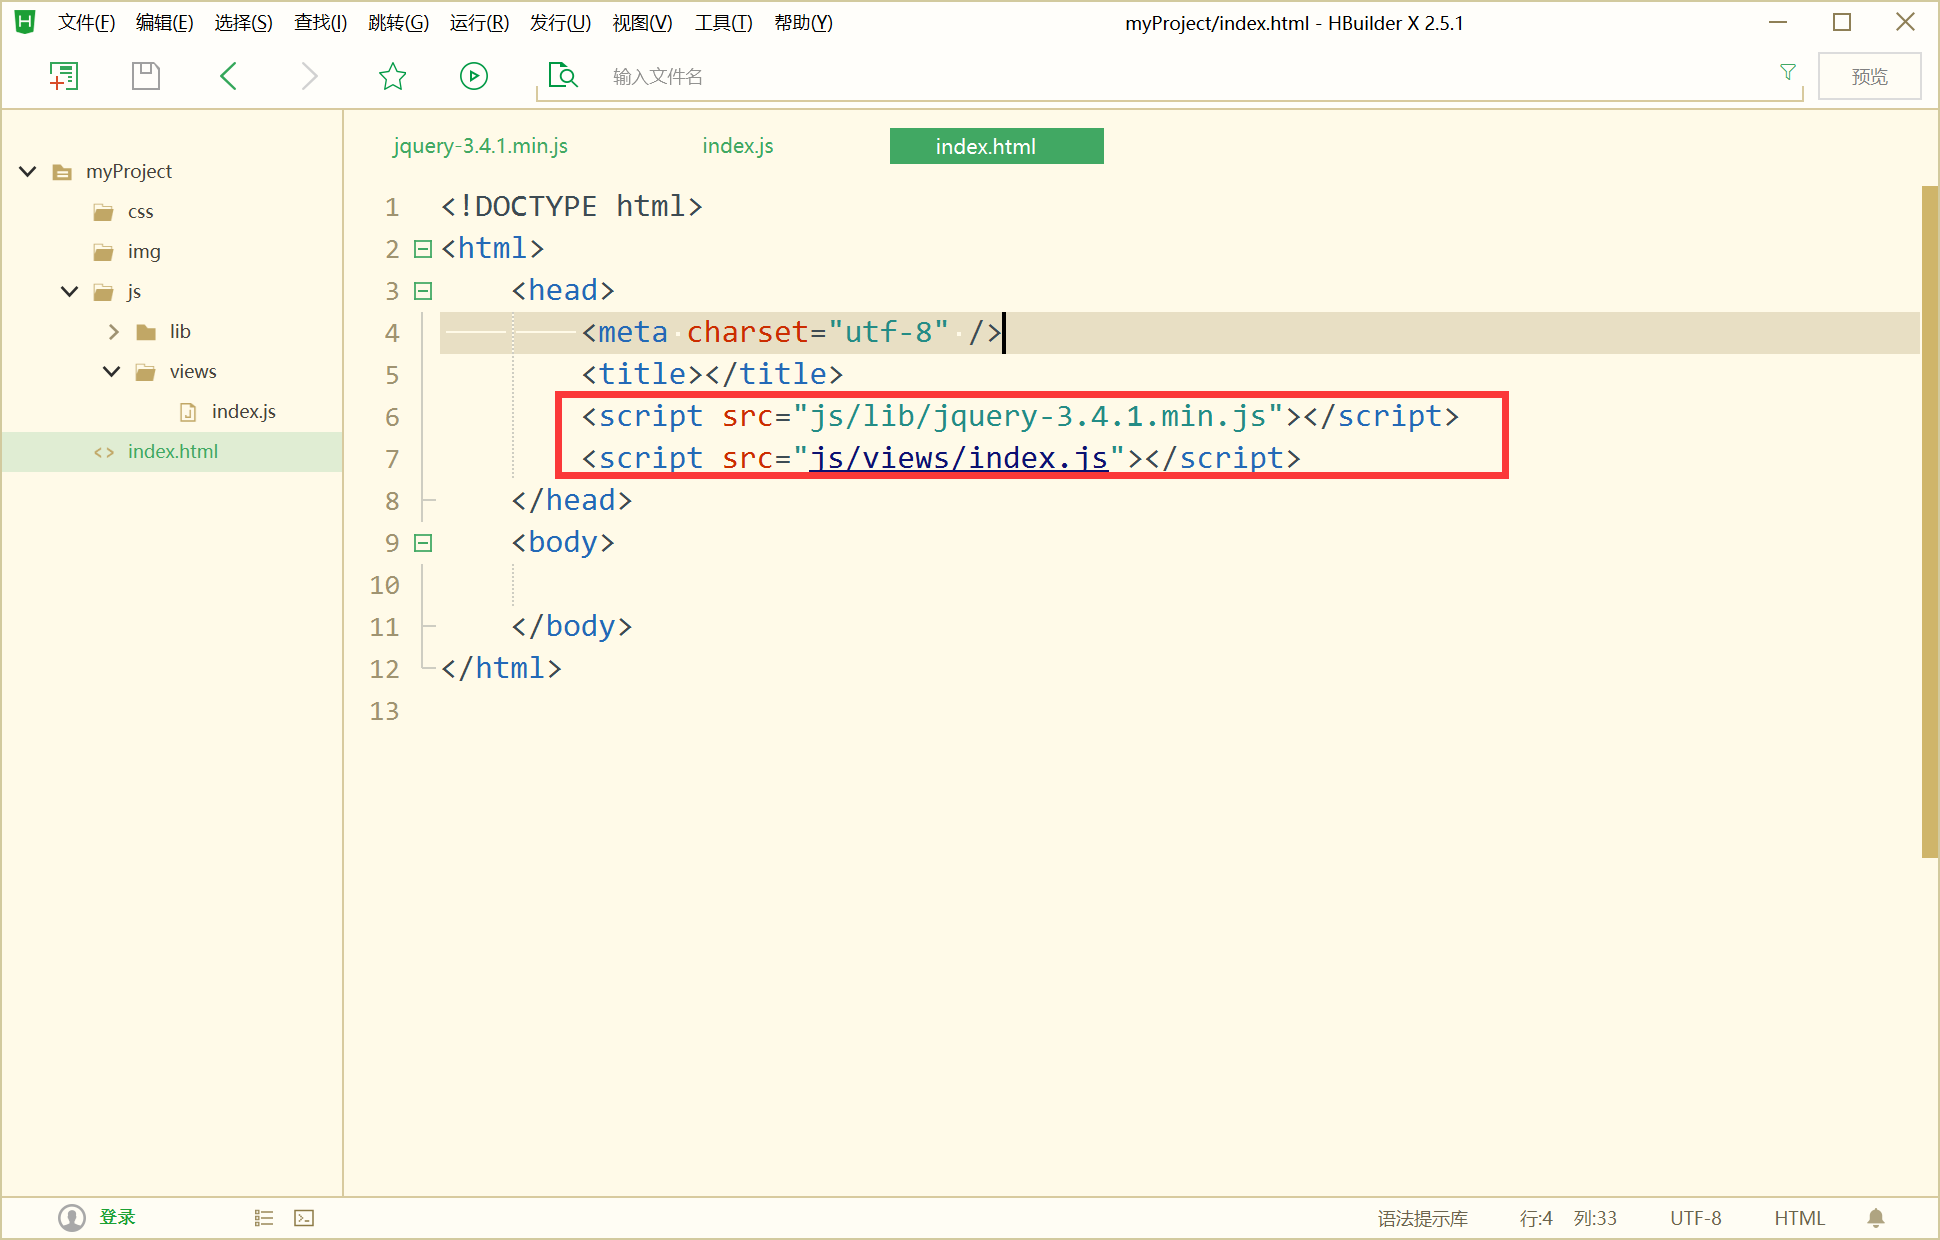 文件(F) 编辑(E) 选择(S) 查找(I) 跳转(G) 运行(R) 发行(U) 视图(V) 工具(T) 帮助(Y) myProject/index.html - HBuilder X 2.5.1
输入文件名 预览
myProject
css
img
js
lib
views
index.js
index.html
jquery-3.4.1.min.js index.js index.html
1 <!DOCTYPE html>
2 <html>
3 <head>
4 <meta charset="utf-8" />
5 <title></title>
6 <script src="js/lib/jquery-3.4.1.min.js"></script>
7 <script src="js/views/index.js"></script>
8 </head>
9 <body>
10
11 </body>
12 </html>
13
登录 语法提示库 行:4 列:33 UTF-8 HTML